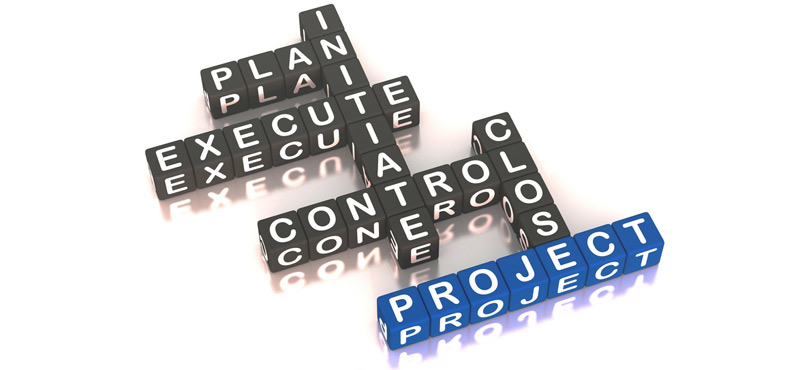 INITIATE
PLAN
EXECUTE
CLOSE
CONTROL
PROJECT